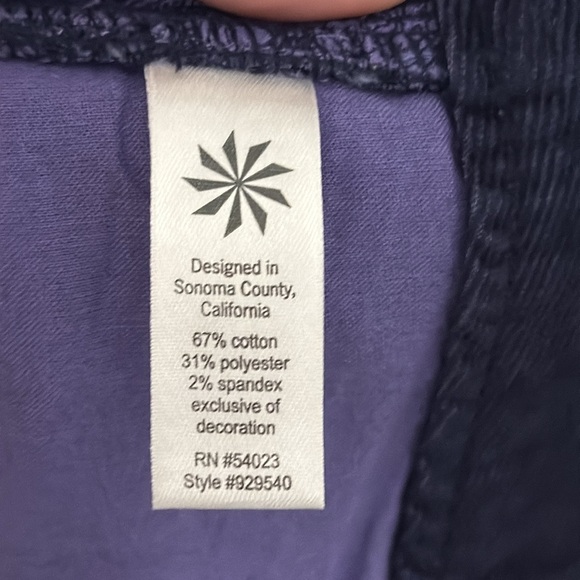 Designed in
Sonoma County,
California
67% cotton
31% polyester
2% spandex
exclusive of
decoration
RN #54023
Style #929540